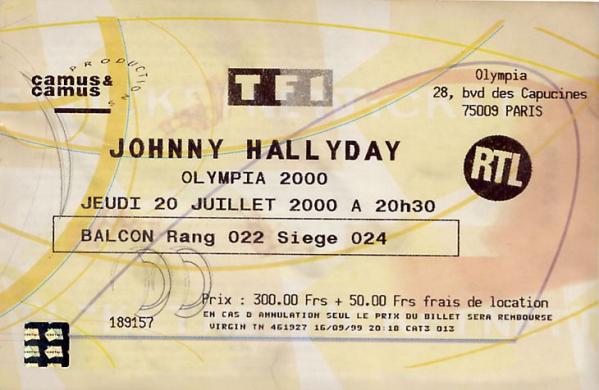 camus&
camus
PRODUCTIONS
TF1
Olympia
28, bvd des Capucines
75009 PARIS
JOHNNY HALLYDAY
RTL
OLYMPIA 2000
JEUDI 20 JUILLET 2000 A 20h30
BALCON Rang 022 Siege 024
Prix : 300.00 Frs + 50.00 Frs frais de location
EN CAS D ANNULATION SEUL LE PRIX DU BILLET SERA REMBOURSE
189157
VIRGIN TN 461927 16/09/99 20:18 CAT3 013